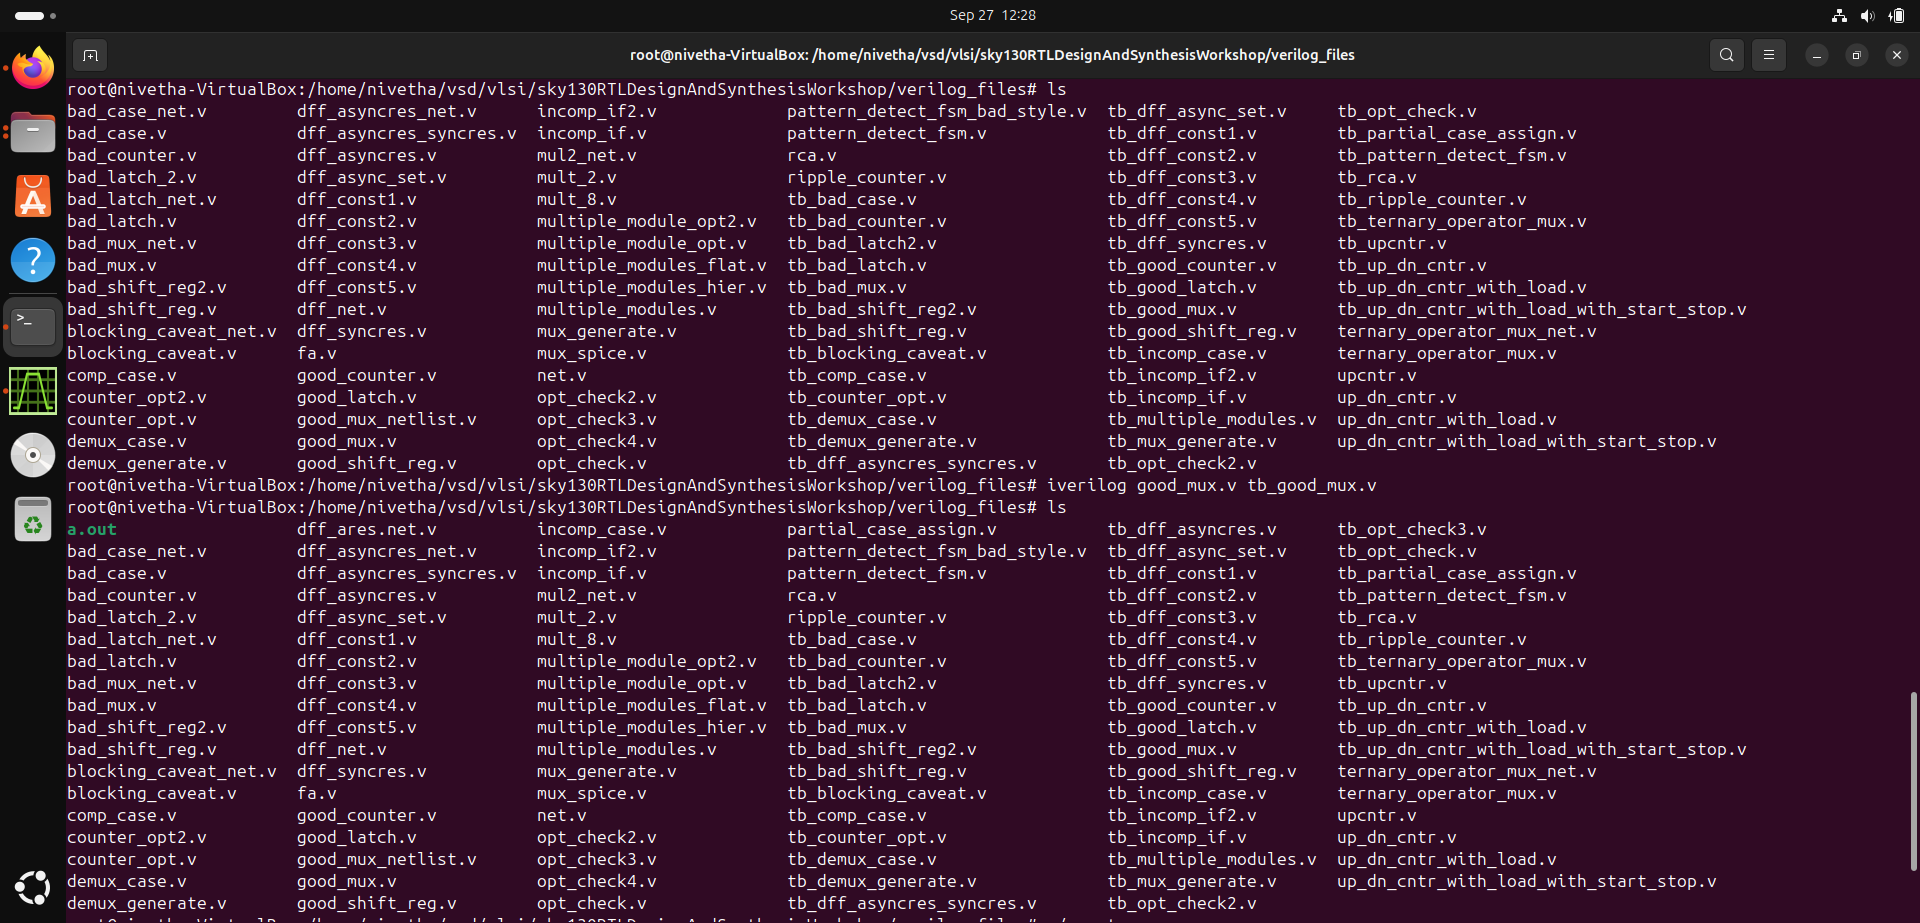 Sep 27 12:28
root@nivetha-VirtualBox: /home/nivetha/vsd/vlsi/sky130RTLDesignAndSynthesisWorkshop/verilog_files
root@nivetha-VirtualBox:/home/nivetha/vsd/vlsi/sky130RTLDesignAndSynthesisWorkshop/verilog_files# ls
bad_case_net.v dff_asyncres_net.v incomp_if2.v pattern_detect_fsm_bad_style.v tb_dff_async_set.v tb_opt_check.v
bad_case.v dff_asyncres_syncres.v incomp_if.v pattern_detect_fsm.v tb_dff_const1.v tb_partial_case_assign.v
bad_counter.v dff_asyncres.v mul2_net.v rca.v tb_dff_const2.v tb_pattern_detect_fsm.v
bad_latch_2.v dff_async_set.v mult_2.v ripple_counter.v tb_dff_const3.v tb_rca.v
bad_latch_net.v dff_const1.v mult_8.v tb_bad_case.v tb_dff_const4.v tb_ripple_counter.v
bad_latch.v dff_const2.v multiple_module_opt2.v tb_bad_counter.v tb_dff_const5.v tb_ternary_operator_mux.v
bad_mux_net.v dff_const3.v multiple_module_opt.v tb_bad_latch2.v tb_dff_syncres.v tb_upcntr.v
bad_mux.v dff_const4.v multiple_modules_flat.v tb_bad_latch.v tb_good_counter.v tb_up_dn_cntr.v
bad_shift_reg2.v dff_const5.v multiple_modules_hier.v tb_bad_mux.v tb_good_latch.v tb_up_dn_cntr_with_load.v
bad_shift_reg.v dff_net.v multiple_modules.v tb_bad_shift_reg2.v tb_good_mux.v tb_up_dn_cntr_with_load_with_start_stop.v
blocking_caveat_net.v dff_syncres.v mux_generate.v tb_bad_shift_reg.v tb_good_shift_reg.v ternary_operator_mux_net.v
blocking_caveat.v fa.v mux_spice.v tb_blocking_caveat.v tb_incomp_case.v ternary_operator_mux.v
comp_case.v good_counter.v net.v tb_comp_case.v tb_incomp_if2.v upcntr.v
counter_opt2.v good_latch.v opt_check2.v tb_counter_opt.v tb_incomp_if.v up_dn_cntr.v
counter_opt.v good_mux_netlist.v opt_check3.v tb_demux_case.v tb_multiple_modules.v up_dn_cntr_with_load.v
demux_case.v good_mux.v opt_check4.v tb_demux_generate.v tb_mux_generate.v up_dn_cntr_with_load_with_start_stop.v
demux_generate.v good_shift_reg.v opt_check.v tb_dff_asyncres_syncres.v tb_opt_check2.v
root@nivetha-VirtualBox:/home/nivetha/vsd/vlsi/sky130RTLDesignAndSynthesisWorkshop/verilog_files# iverilog good_mux.v tb_good_mux.v
root@nivetha-VirtualBox:/home/nivetha/vsd/vlsi/sky130RTLDesignAndSynthesisWorkshop/verilog_files# ls
a.out dff_ares.net.v incomp_case.v partial_case_assign.v tb_dff_asyncres.v tb_opt_check3.v
bad_case_net.v dff_asyncres_net.v incomp_if2.v pattern_detect_fsm_bad_style.v tb_dff_async_set.v tb_opt_check.v
bad_case.v dff_asyncres_syncres.v incomp_if.v pattern_detect_fsm.v tb_dff_const1.v tb_partial_case_assign.v
bad_counter.v dff_asyncres.v mul2_net.v rca.v tb_dff_const2.v tb_pattern_detect_fsm.v
bad_latch_2.v dff_async_set.v mult_2.v ripple_counter.v tb_dff_const3.v tb_rca.v
bad_latch_net.v dff_const1.v mult_8.v tb_bad_case.v tb_dff_const4.v tb_ripple_counter.v
bad_latch.v dff_const2.v multiple_module_opt2.v tb_bad_counter.v tb_dff_const5.v tb_ternary_operator_mux.v
bad_mux_net.v dff_const3.v multiple_module_opt.v tb_bad_latch2.v tb_dff_syncres.v tb_upcntr.v
bad_mux.v dff_const4.v multiple_modules_flat.v tb_bad_latch.v tb_good_counter.v tb_up_dn_cntr.v
bad_shift_reg2.v dff_const5.v multiple_modules_hier.v tb_bad_mux.v tb_good_latch.v tb_up_dn_cntr_with_load.v
bad_shift_reg.v dff_net.v multiple_modules.v tb_bad_shift_reg2.v tb_good_mux.v tb_up_dn_cntr_with_load_with_start_stop.v
blocking_caveat_net.v dff_syncres.v mux_generate.v tb_bad_shift_reg.v tb_good_shift_reg.v ternary_operator_mux_net.v
blocking_caveat.v fa.v mux_spice.v tb_blocking_caveat.v tb_incomp_case.v ternary_operator_mux.v
comp_case.v good_counter.v net.v tb_comp_case.v tb_incomp_if2.v upcntr.v
counter_opt2.v good_latch.v opt_check2.v tb_counter_opt.v tb_incomp_if.v up_dn_cntr.v
counter_opt.v good_mux_netlist.v opt_check3.v tb_demux_case.v tb_multiple_modules.v up_dn_cntr_with_load.v
demux_case.v good_mux.v opt_check4.v tb_demux_generate.v tb_mux_generate.v up_dn_cntr_with_load_with_start_stop.v
demux_generate.v good_shift_reg.v opt_check.v tb_dff_asyncres_syncres.v tb_opt_check2.v